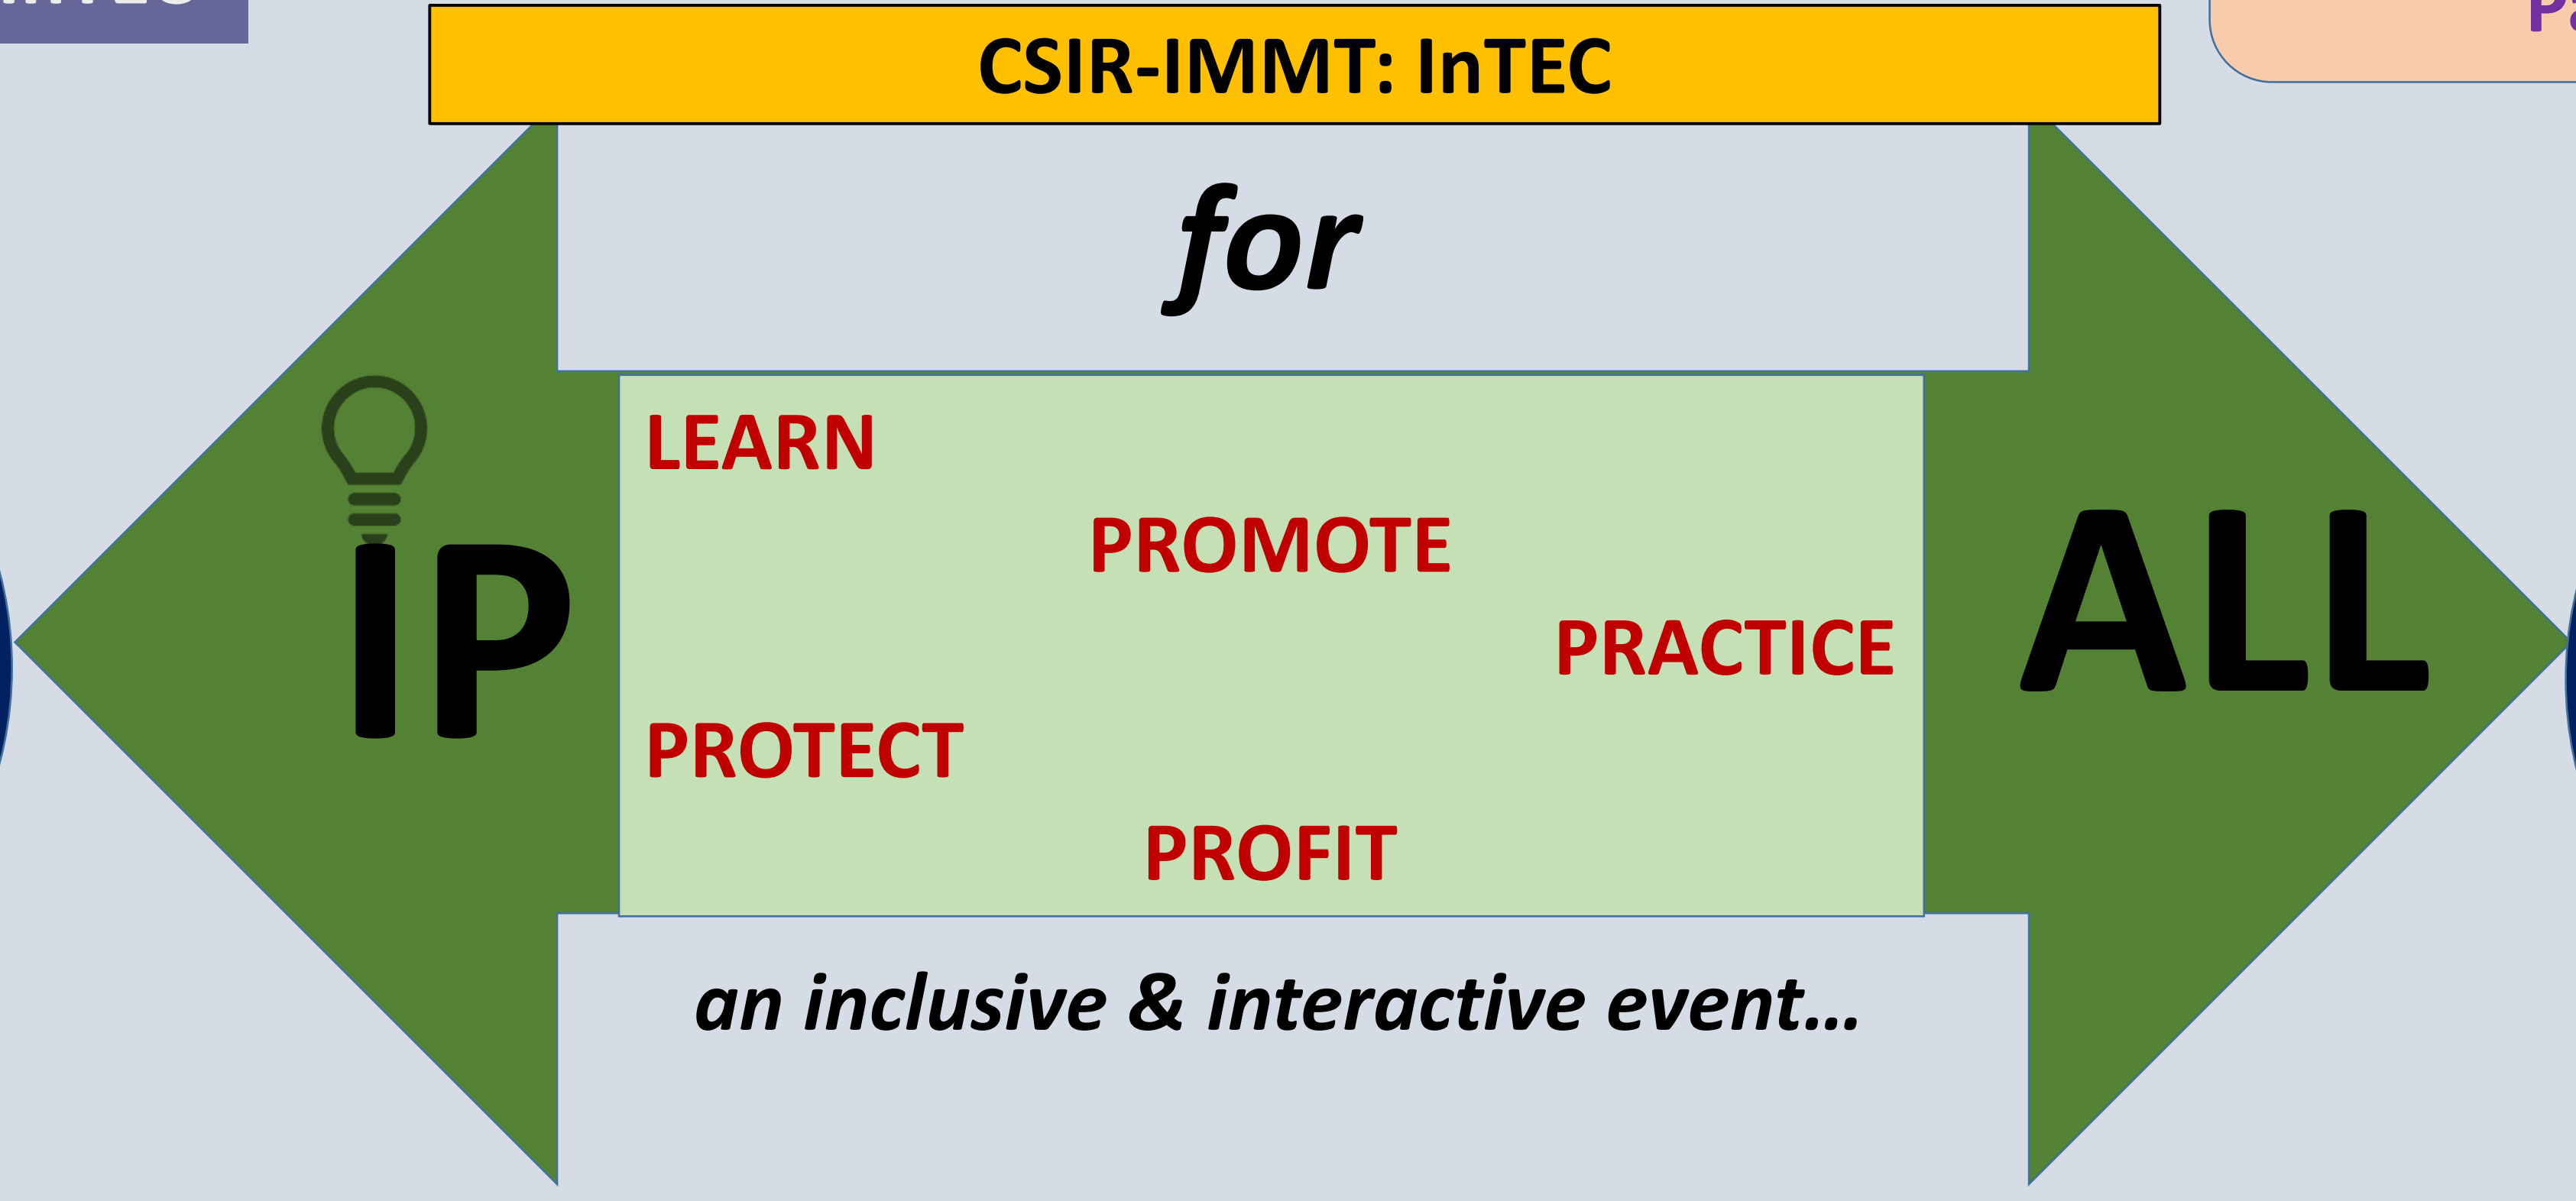 CSIR-IMMT: InTEC
for
IP
LEARN
PROMOTE
PRACTICE
PROTECT
PROFIT
ALL
an inclusive & interactive event...